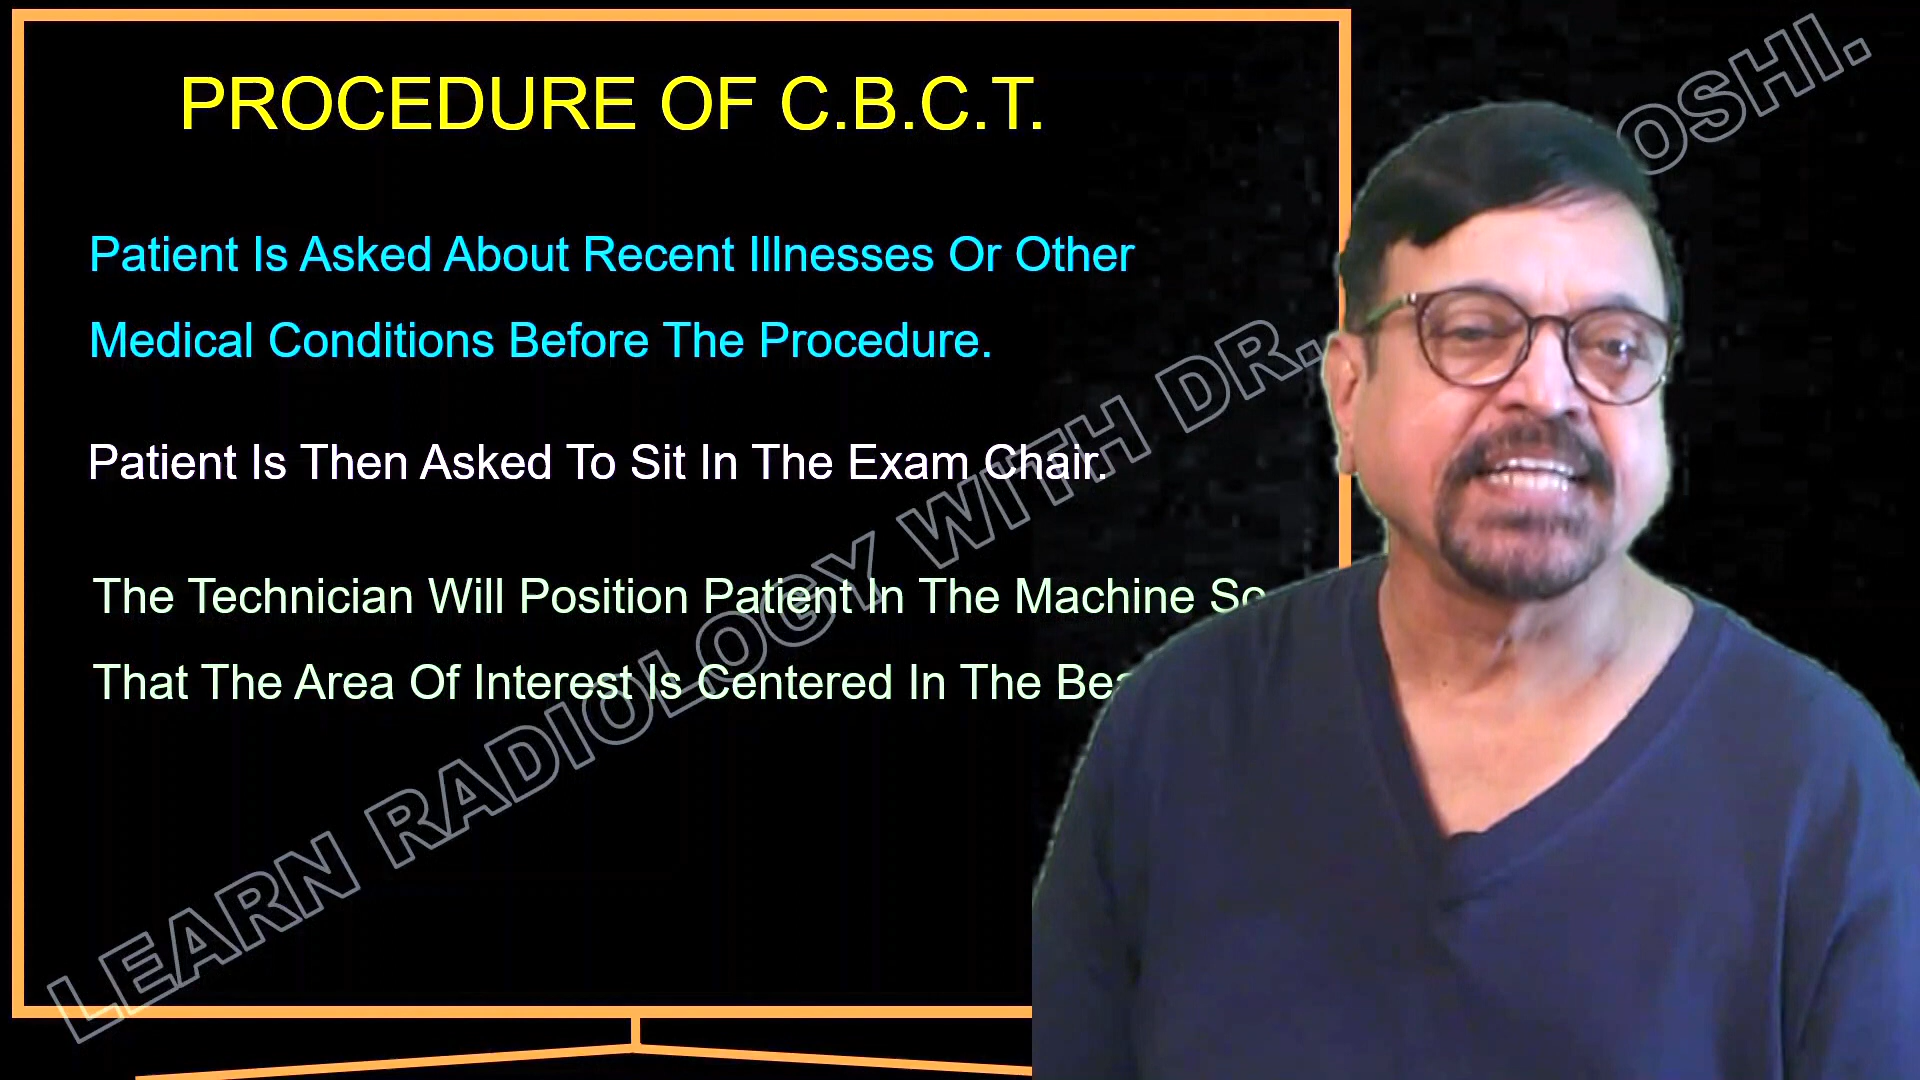 PROCEDURE OF C.B.C.T.
Patient Is Asked About Recent Illnesses Or Other
Medical Conditions Before The Procedure.
Patient Is Then Asked To Sit In The Exam Chair.
The Technician Will Position Patient In The Machine So
That The Area Of Interest Is Centered In The
LEARN RADIOLOGY WITH DR. OSHI.